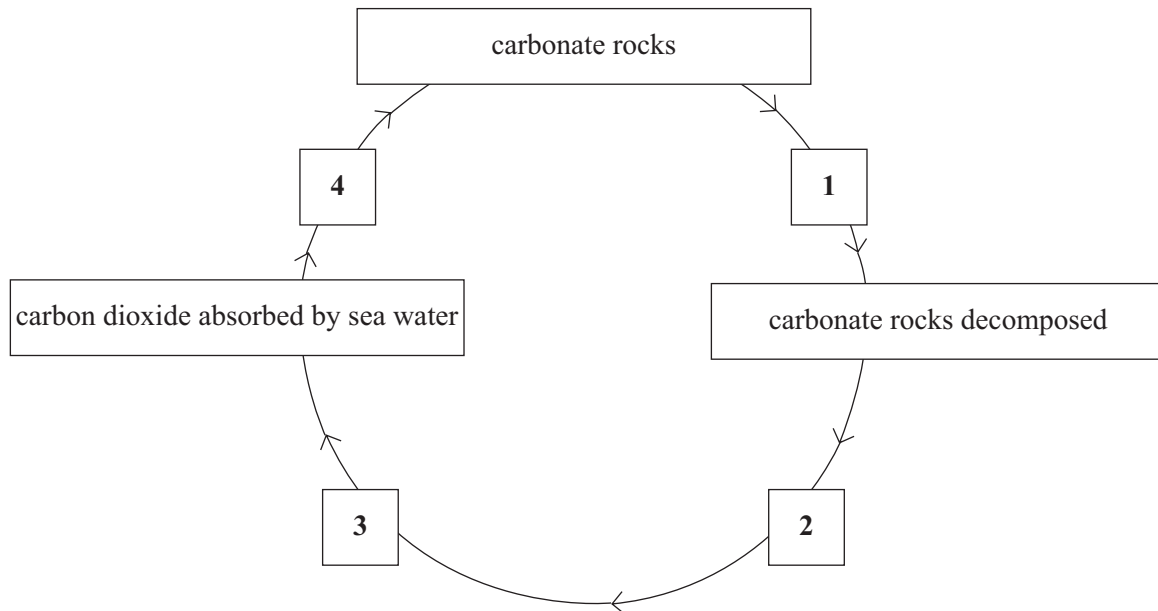 carbonate rocks
4
1
carbon dioxide absorbed by sea water
carbonate rocks decomposed
3
2